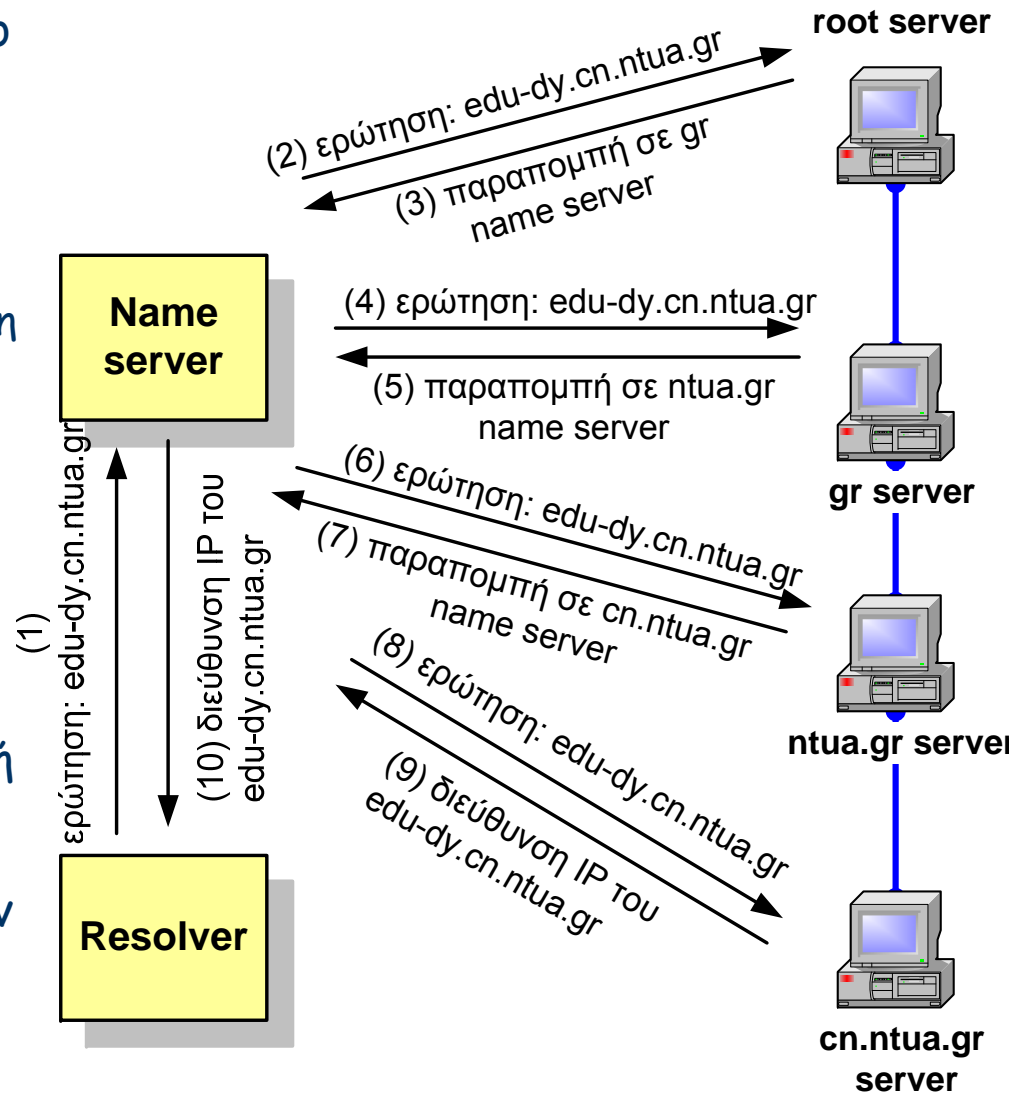 root server
(2) ερώτηση: edu-dy.cn.ntua.gr
(3) παραπομπή σε gr
name server
Name
server
(4) ερώτηση: edu-dy.cn.ntua.gr
(5) παραπομπή σε ntua.gr
name server
gr server
(6) ερώτηση: edu-dy.cn.ntua.gr
(7) παραπομπή σε cn.ntua.gr
name server
ntua.gr server
(1)
ερώτηση: edu-dy.cn.ntua.gr
(10) διεύθυνση IP του
edu-dy.cn.ntua.gr
(8) ερώτηση: edu-dy.cn.ntua.gr
(9) διεύθυνση IP του
edu-dy.cn.ntua.gr
Resolver
cn.ntua.gr
server